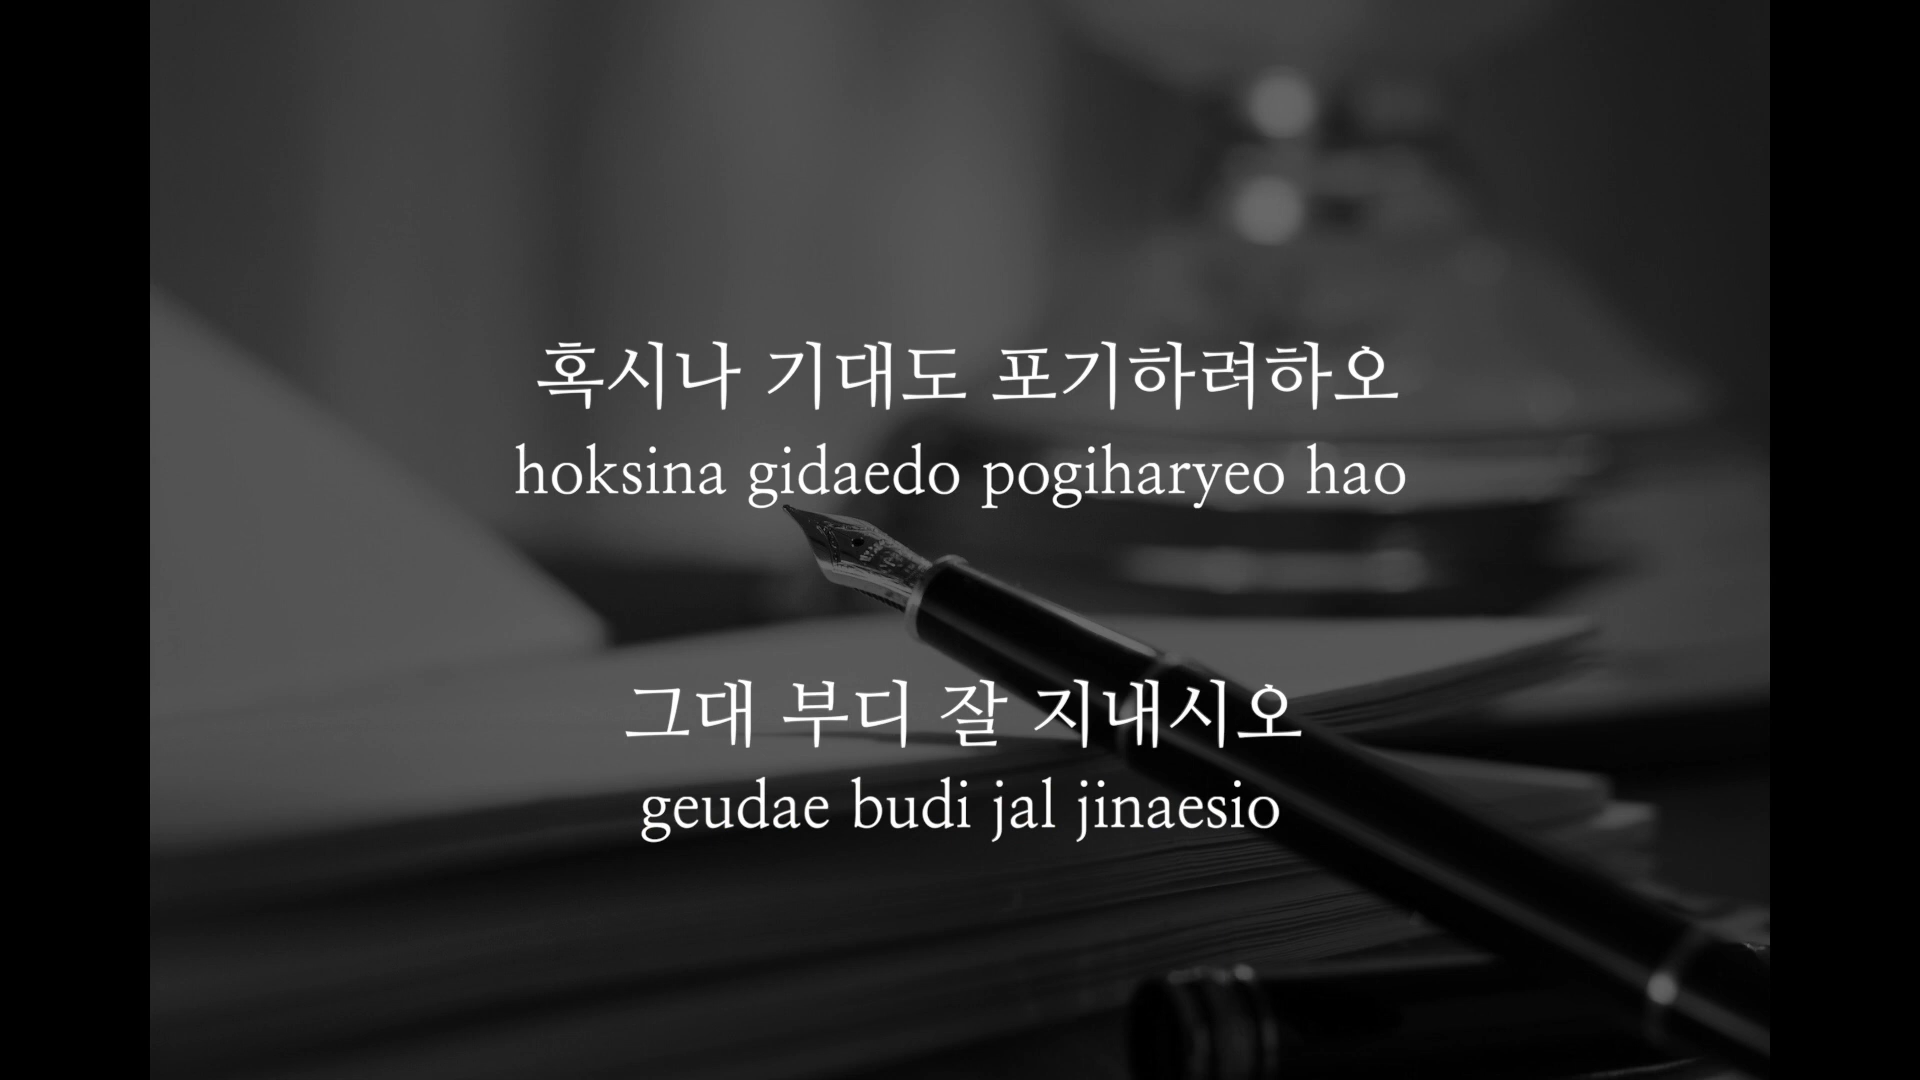 혹시나 기대도 포기하려하오
hoksina gidaedo pogiharyeo hao
그대 부디 잘 지내시오
geudae budi jal jinaesio